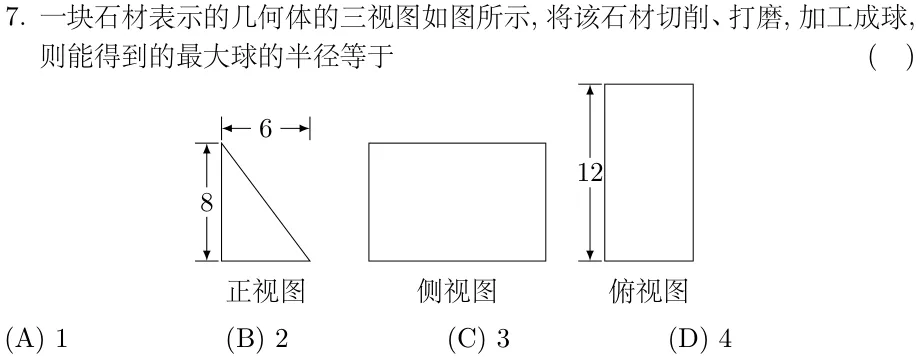 7. 一块石材表示的几何体的三视图如图所示, 将该石材切削、打磨, 加工成球,
则能得到的最大球的半径等于 ( )
6
8
12
正视图 侧视图 俯视图
(A) 1 (B) 2 (C) 3 (D) 4